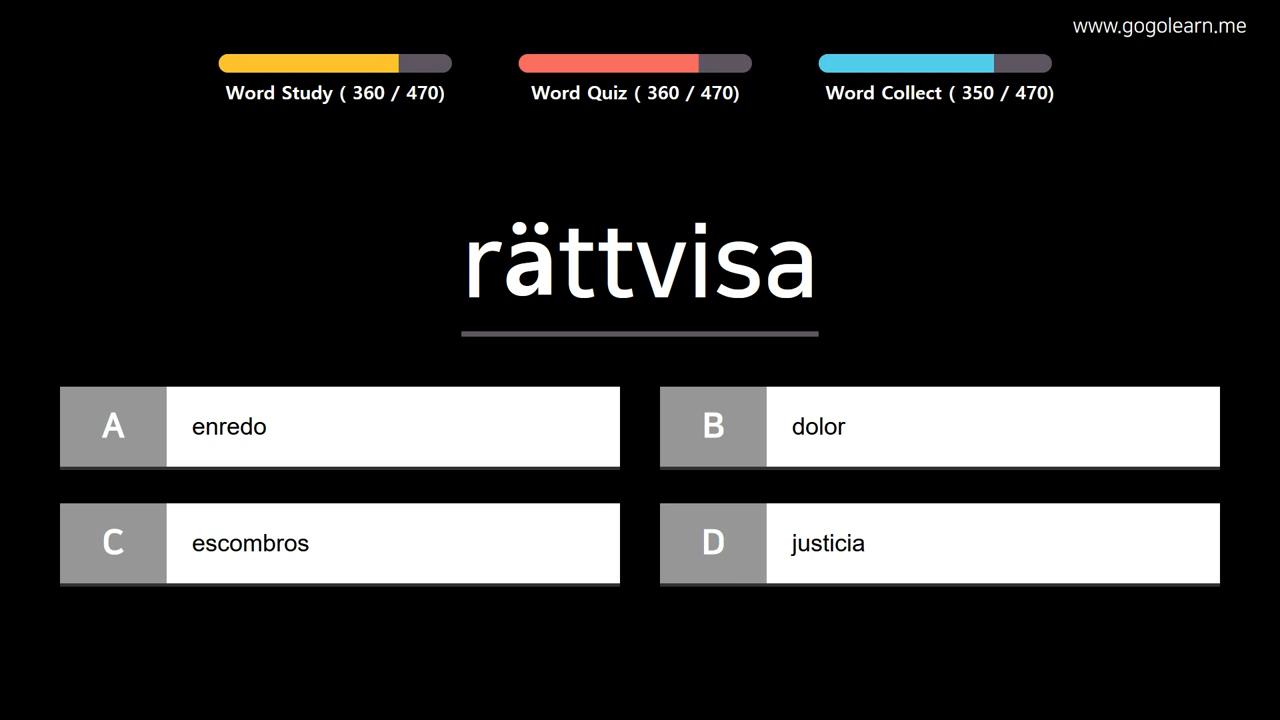 www.gogolearn.me
Word Study ( 360 / 470)
Word Quiz ( 360 / 470)
Word Collect ( 350 / 470)
rättvisa
A enredo
B dolor
C escombros
D justicia